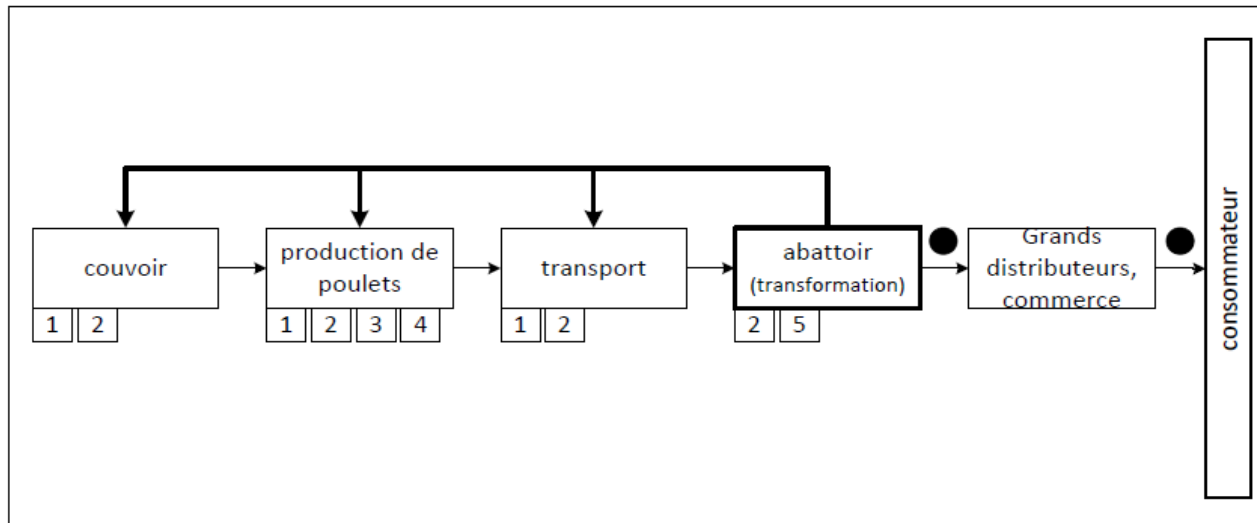 couvoir
1 2
production de
poulets
1 2 3 4
transport
1 2
abattoir
(transformation)
2 5
Grands
distributeurs,
commerce
consommateur